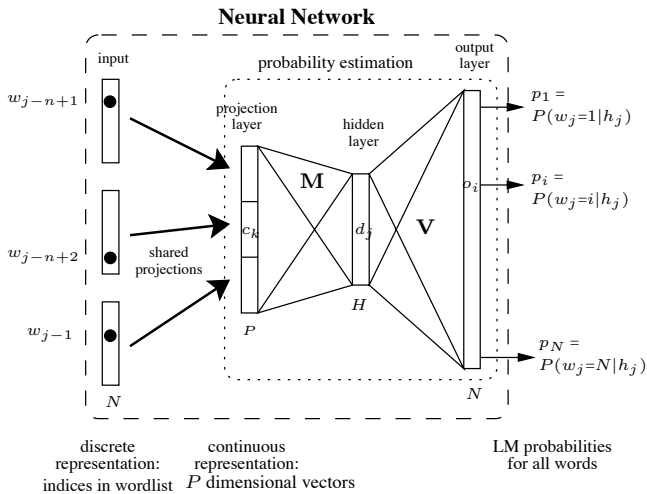 Neural Network
input
probability estimation
output
layer
projection
layer
hidden
layer
w_{j−n+1}
w_{j−n+2}
w_{j−1}
shared
projections
c_k
M
d_j
V
o_i
p_1 =
P(w_j=1|h_j)
p_i =
P(w_j=i|h_j)
p_N =
P(w_j=N|h_j)
N
P
H
N
discrete
representation:
indices in wordlist
continuous
representation:
P dimensional vectors
LM probabilities
for all words